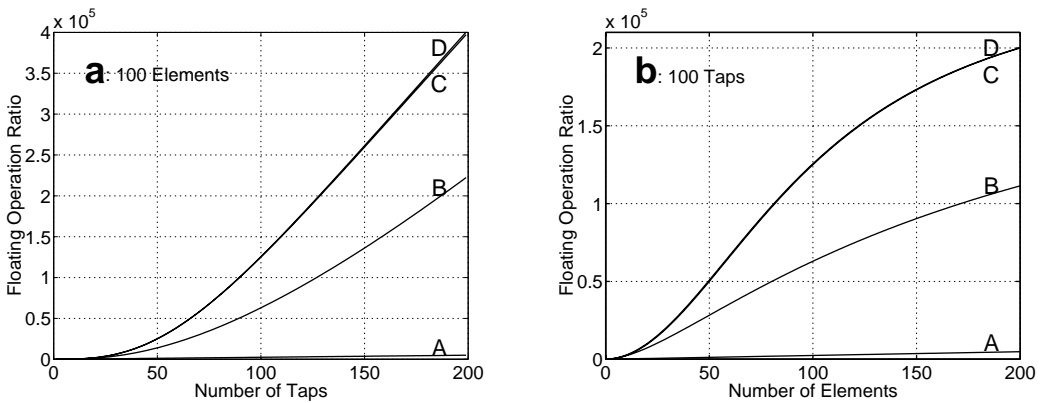 x 10^5
4
3.5
3
2.5
2
1.5
1
0.5
0
a: 100 Elements
D
C
B
A
0 50 100 150 200
Number of Taps
Floating Operation Ratio
x 10^5
2
1.5
1
0.5
0
b: 100 Taps
D
C
B
A
0 50 100 150 200
Number of Elements
Floating Operation Ratio